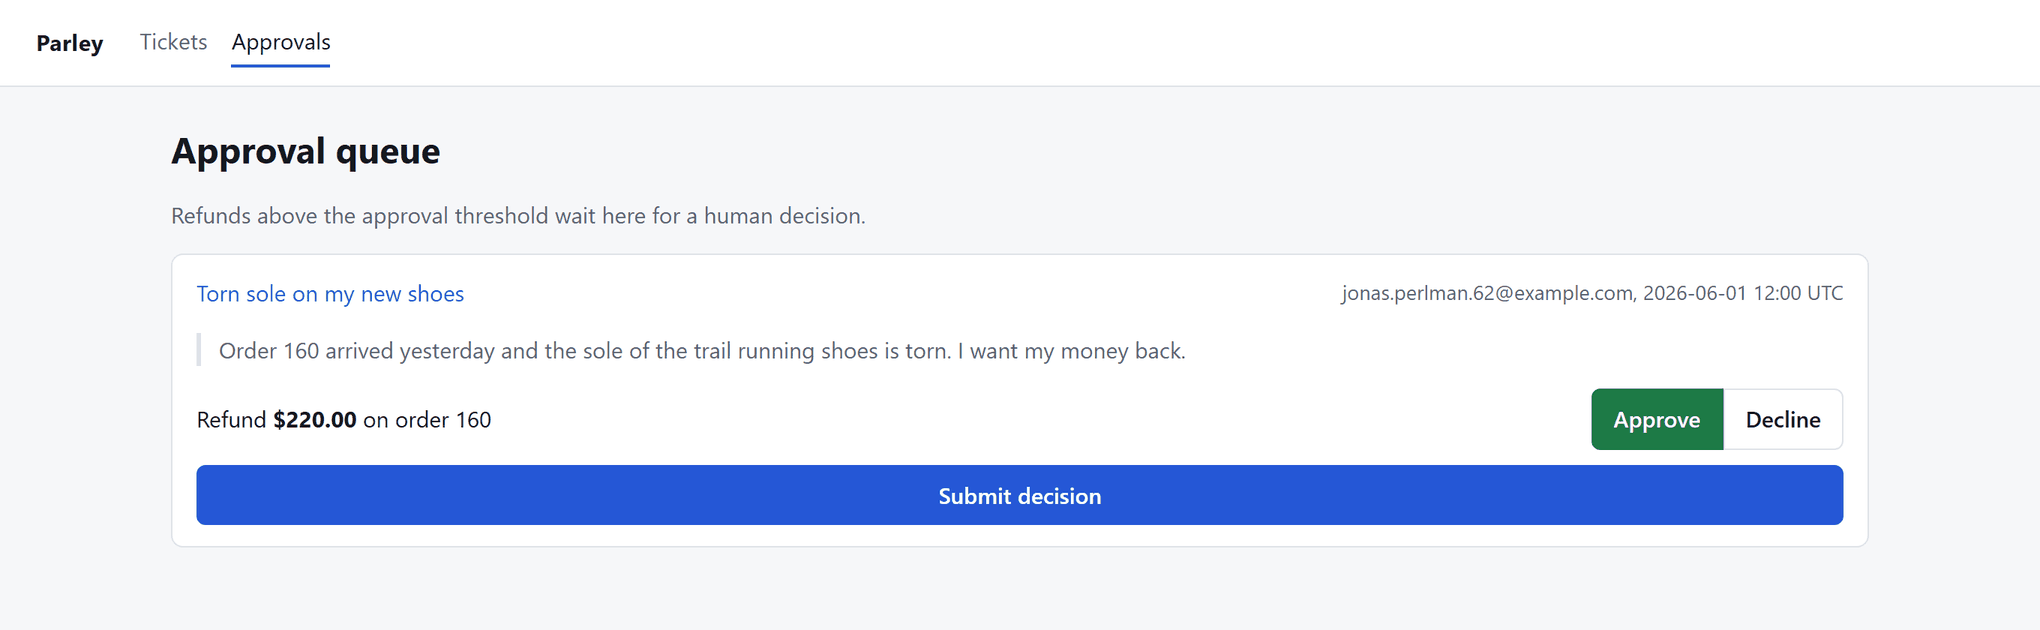 Parley Tickets Approvals
Approval queue
Refunds above the approval threshold wait here for a human decision.
Torn sole on my new shoes jonas.perlman.62@example.com, 2026-06-01 12:00 UTC
Order 160 arrived yesterday and the sole of the trail running shoes is torn. I want my money back.
Refund $220.00 on order 160 Approve Decline
Submit decision